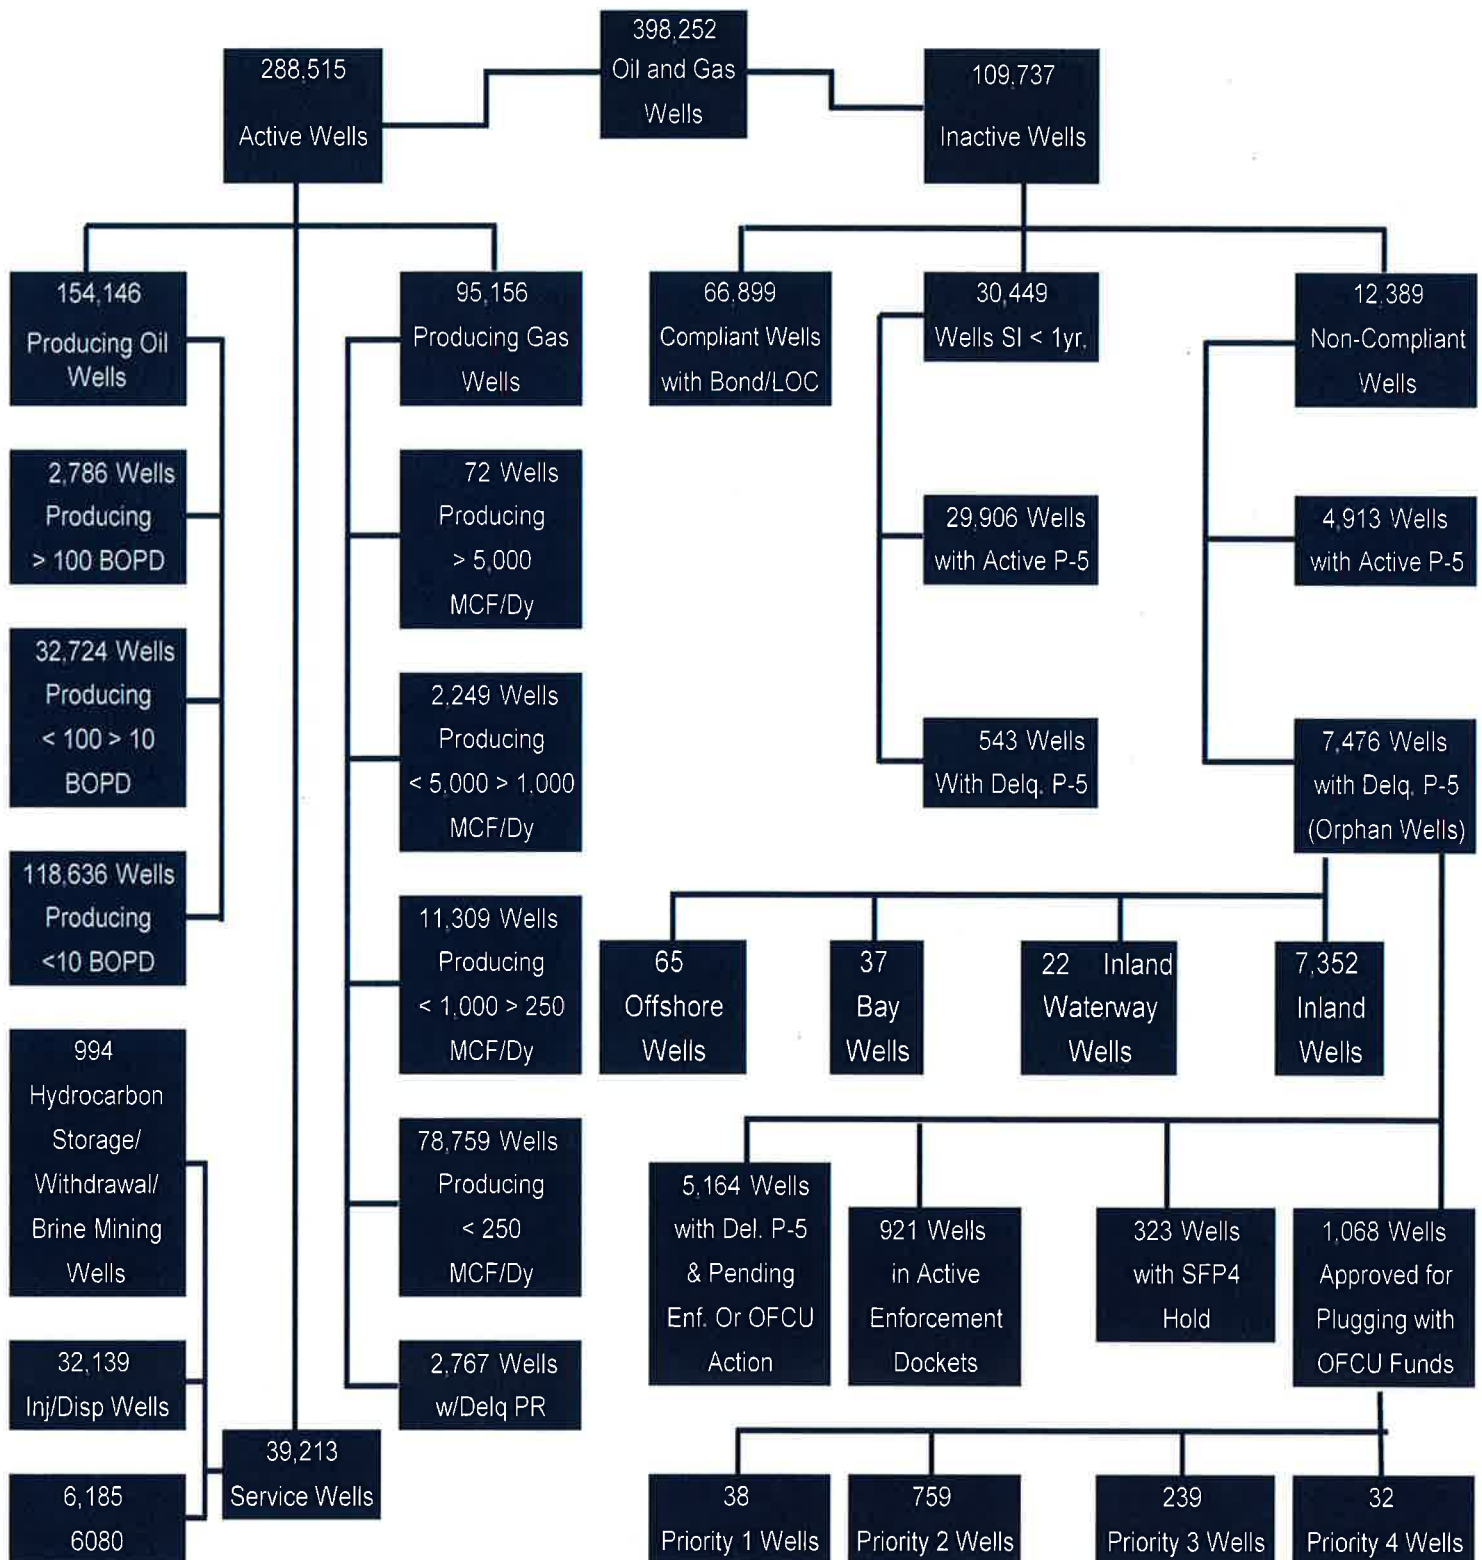 398,252
Oil and Gas
Wells
288,515
Active Wells
109,737
Inactive Wells
154,146
Producing Oil
Wells
95,156
Producing Gas
Wells
66,899
Compliant Wells
with Bond/LOC
30,449
Wells SI < 1yr.
12,389
Non-Compliant
Wells
2,786 Wells
Producing
> 100 BOPD
32,724 Wells
Producing
< 100 > 10
BOPD
118,636 Wells
Producing
<10 BOPD
72 Wells
Producing
> 5,000
MCF/Dy
2,249 Wells
Producing
< 5,000 > 1,000
MCF/Dy
11,309 Wells
Producing
< 1,000 > 250
MCF/Dy
78,759 Wells
Producing
< 250
MCF/Dy
2,767 Wells
w/Delq PR
29,906 Wells
with Active P-5
543 Wells
With Delq. P-5
4,913 Wells
with Active P-5
7,476 Wells
with Delq. P-5
(Orphan Wells)
65
Offshore
Wells
37
Bay
Wells
22 Inland
Waterway
Wells
7,352
Inland
Wells
994
Hydrocarbon
Storage/
Withdrawal/
Brine Mining
Wells
32,139
Inj/Disp Wells
6,185
6080
39,213
Service Wells
5,164 Wells
with Del. P-5
& Pending
Enf. Or OFCU
Action
921 Wells
in Active
Enforcement
Dockets
323 Wells
with SFP4
Hold
1,068 Wells
Approved for
Plugging with
OFCU Funds
38
Priority 1 Wells
759
Priority 2 Wells
239
Priority 3 Wells
32
Priority 4 Wells